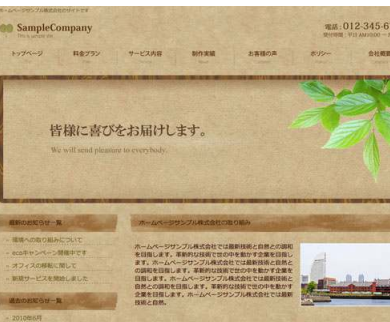 ホームページサンプル株式会社のサイトです
SampleCompany
電話：012-345-6
トップページ 料金プラン サービス内容 制作実績 お客様の声 ポリシー 会社概要
皆様に喜びをお届けします。
We will send pleasure to everybody.
最新のお知らせ一覧
環境への取り組みについて
ecoキャンペーン開催中です
オフィスの移転に関して
新規サービスを開始しました
過去のお知らせ一覧
2010年6月
ホームページサンプル株式会社の取り組み
ホームページサンプル株式会社では最新技術と自然との調和
を目指します。革新的な技術で世の中を動かす企業を目指し
ます。ホームページサンプル株式会社では最新技術と自然と
の調和を目指します。革新的な技術で世の中を動かす企業を
目指します。ホームページサンプル株式会社では最新技術と
自然との調和を目指します。革新的な技術で世の中を動かす
企業を目指します。ホームページサンプル株式会社では最新
技術と自然。